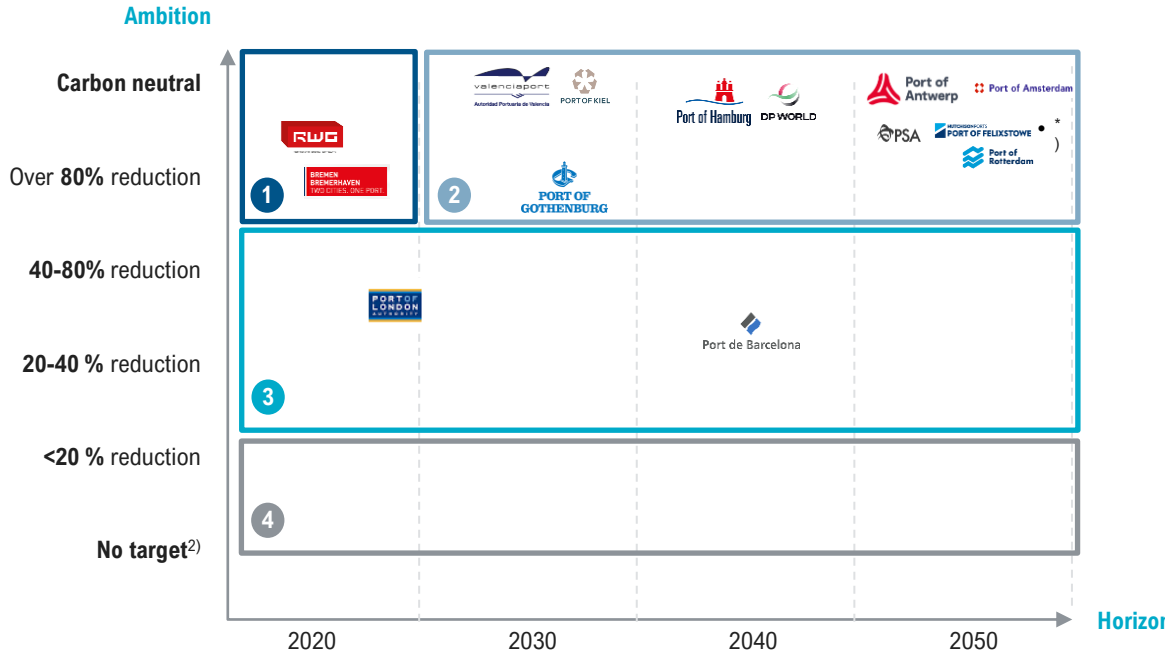 Ambition
Carbon neutral
Over 80% reduction
40-80% reduction
20-40 % reduction
<20 % reduction
No target2)
RWG
BREMEN
BREMERHAVEN
TWO CITIES. ONE PORT.
1
valenciaport
Autoridad Portuaria de Valencia
PORT OF KIEL
PORT OF
GOTHENBURG
2
Port of Hamburg
DP WORLD
Port of
Antwerp
Port of Amsterdam
PSA
HUTCHISON PORTS
PORT OF FELIXSTOWE
• *
)
Port of
Rotterdam
PORT OF
LONDON
AUTHORITY
Port de Barcelona
3
4
2020
2030
2040
2050
Horizon